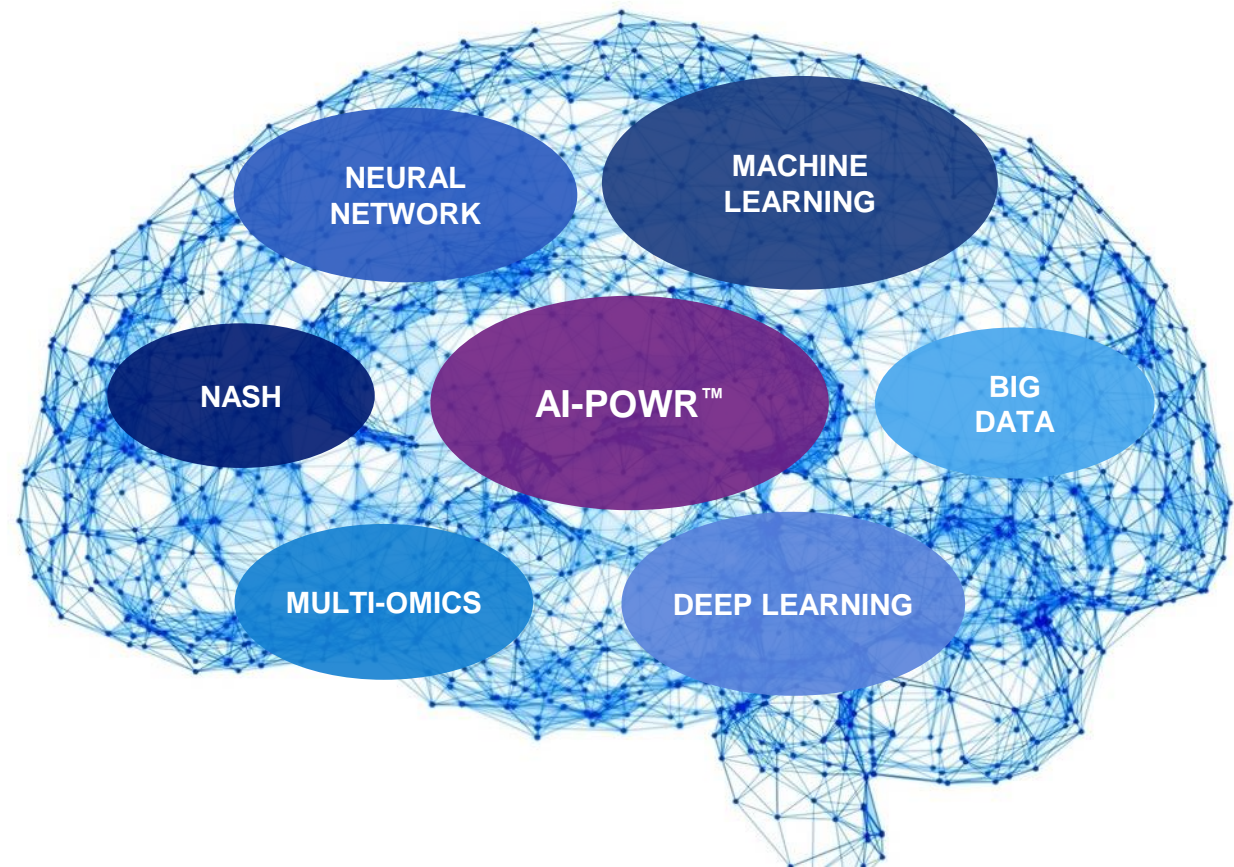 NEURAL
NETWORK
MACHINE
LEARNING
NASH
AI-POWR™
BIG
DATA
MULTI-OMICS
DEEP LEARNING